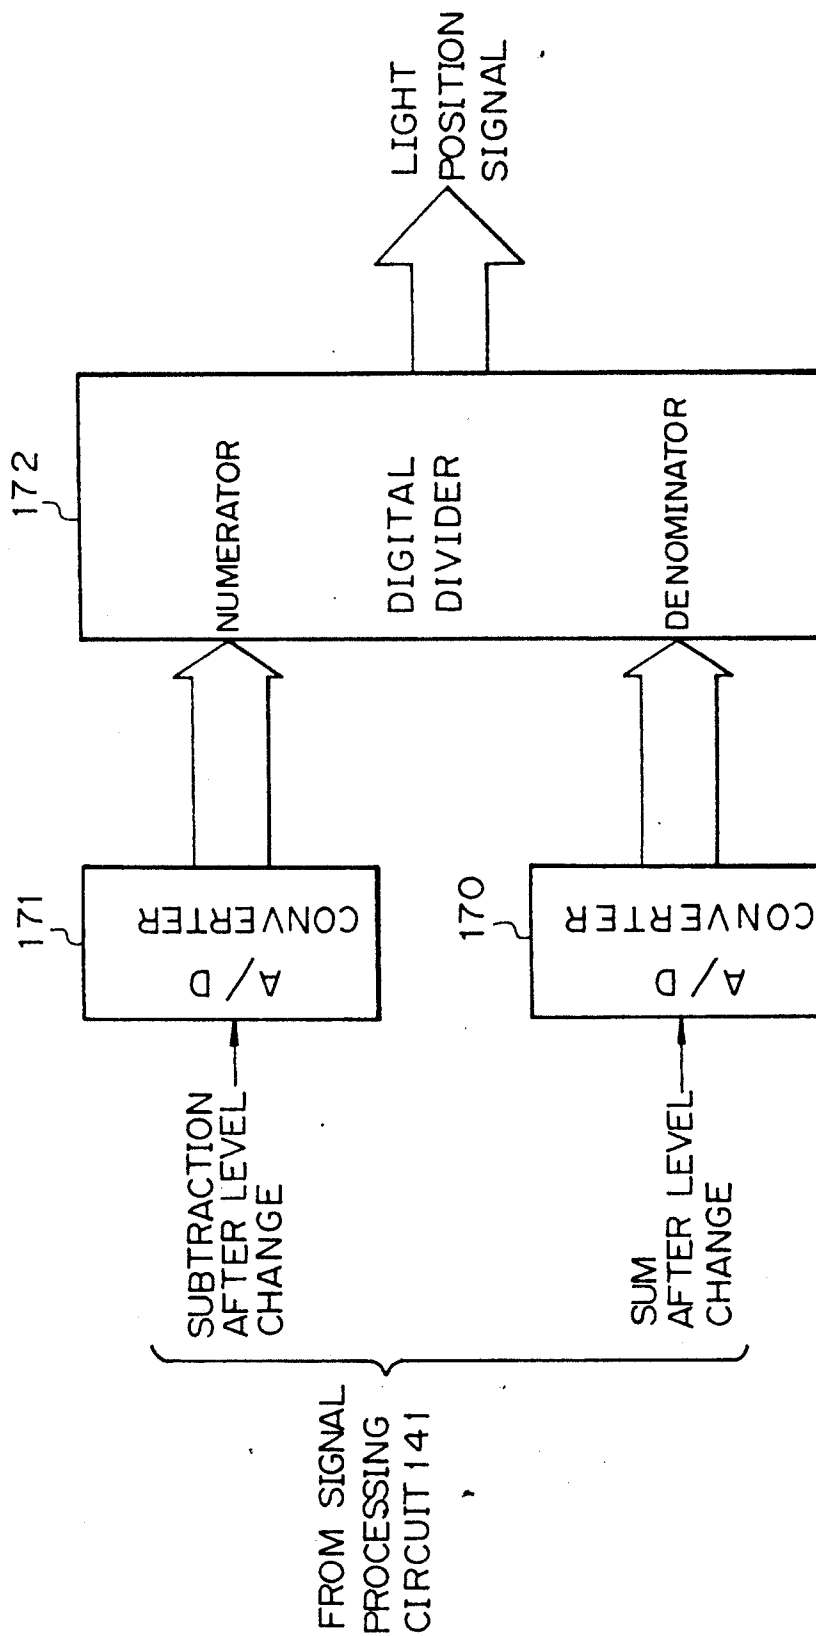 FROM SIGNAL
PROCESSING
CIRCUIT 141
SUBTRACTION
AFTER LEVEL
CHANGE
171
A/D
CONVERTER
SUM
AFTER LEVEL
CHANGE
170
A/D
CONVERTER
172
NUMERATOR
DIGITAL
DIVIDER
DENOMINATOR
LIGHT
POSITION
SIGNAL